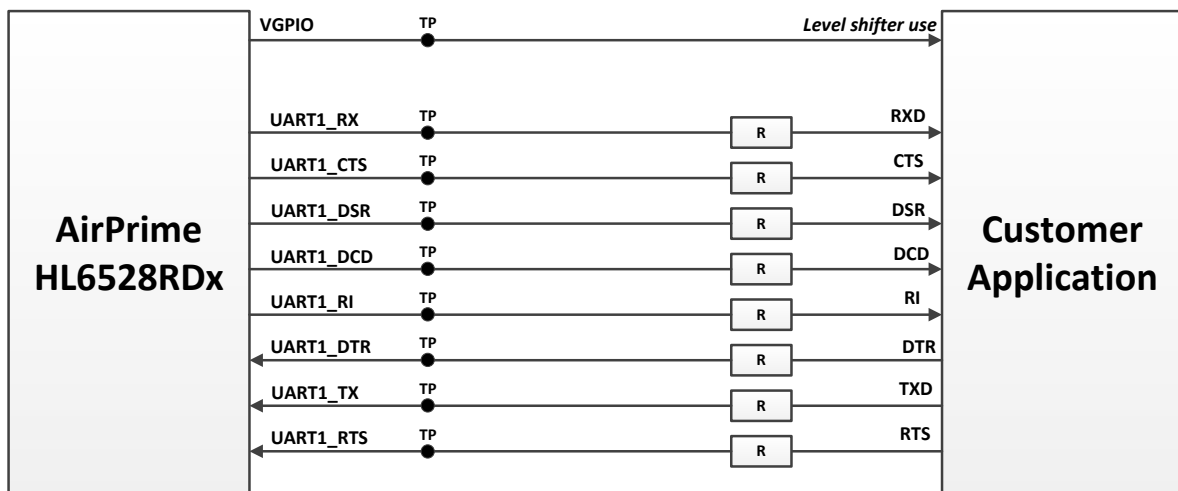 VGPIO TP Level shifter use
UART1_RX TP R RXD
UART1_CTS TP R CTS
UART1_DSR TP R DSR
UART1_DCD TP R DCD
UART1_RI TP R RI
UART1_DTR TP R DTR
UART1_TX TP R TXD
UART1_RTS TP R RTS
AirPrime
HL6528RDx
Customer
Application